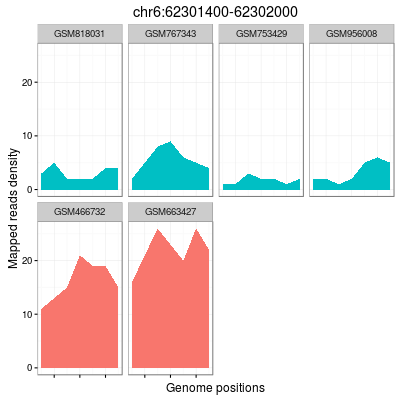 chr6:62301400-62302000
GSM818031 GSM767343 GSM753429 GSM956008
20
10
0
GSM466732 GSM663427
20
10
0
Mapped reads density
Genome positions